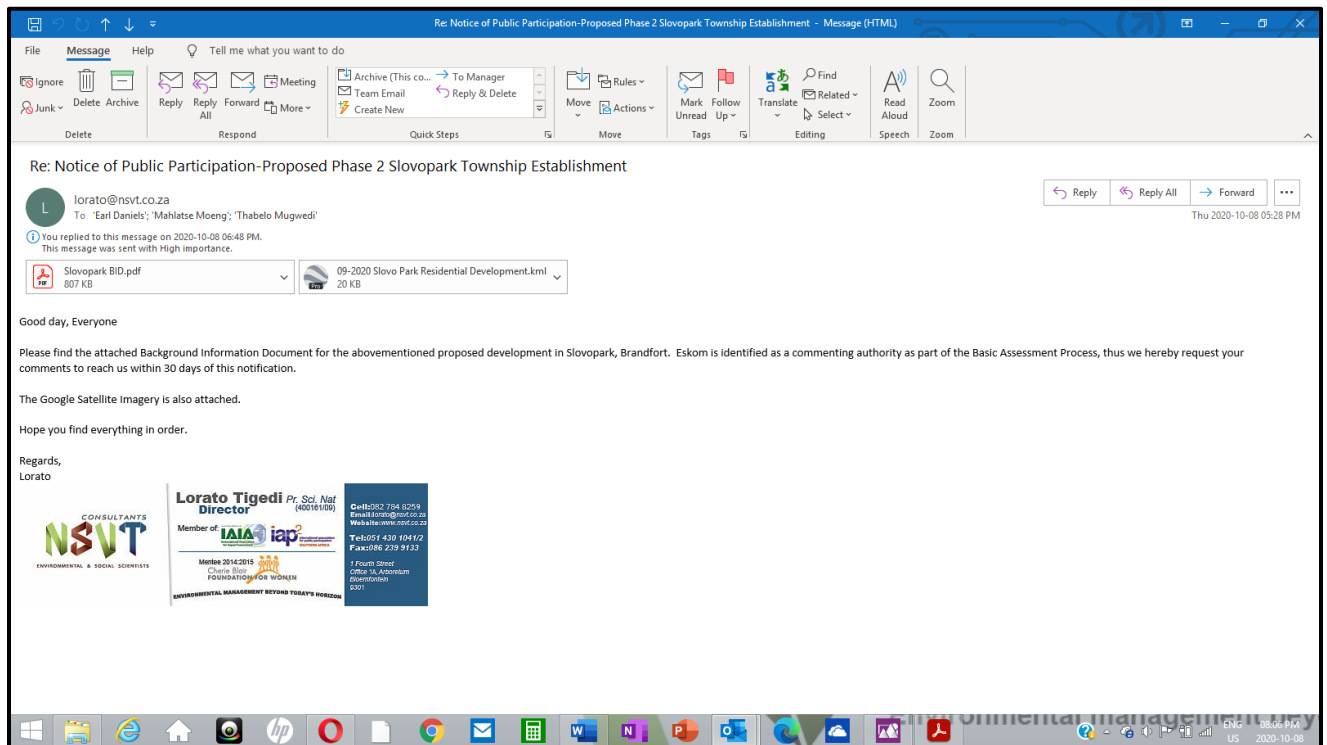 Re: Notice of Public Participation-Proposed Phase 2 Slovopark Township Establishment - Message (HTML)
File Message Help Tell me what you want to do
Ignore
Junk
Delete Archive
Reply Reply All Forward
Meeting
More
Archive (This co... To Manager
Team Email Reply & Delete
Create New
Move
Rules
Actions
Mark Unread Follow Up
Translate
Find
Related
Select
Read Aloud
Zoom
Delete Respond Quick Steps Move Tags Editing Speech Zoom
Re: Notice of Public Participation-Proposed Phase 2 Slovopark Township Establishment
L
lorato@nsvt.co.za
To 'Earl Daniels'; 'Mahlatse Moeng'; 'Thabelo Mugwedi'
Reply Reply All Forward ...
Thu 2020-10-08 05:28 PM
You replied to this message on 2020-10-08 06:48 PM.
This message was sent with High importance.
PDF
Slovopark BID.pdf
807 KB
Pro
09-2020 Slovo Park Residential Development.kml
20 KB
Good day, Everyone
Please find the attached Background Information Document for the abovementioned proposed development in Slovopark, Brandfort. Eskom is identified as a commenting authority as part of the Basic Assessment Process, thus we hereby request your
comments to reach us within 30 days of this notification.
The Google Satellite Imagery is also attached.
Hope you find everything in order.
Regards,
Lorato
CONSULTANTS
NSVT
ENVIRONMENTAL & SOCIAL SCIENTISTS
Lorato Tigedi Pr. Sci. Nat
Director (400161/09)
Member of: IAIA iap2
Mentee 2014:2015
Cherie Blair
FOUNDATION FOR WOMEN
ENVIRONMENTAL MANAGEMENT BEYOND TODAY'S HORIZON
Cell:082 784 8259
Email:lorato@nsvt.co.za
Website:www.nsvt.co.za
Tel:051 430 1041/2
Fax:086 239 9133
1 Fourth Street
Office 1A, Arboretum
Bloemfontein
9301
ENG 08:06 PM
US 2020-10-08